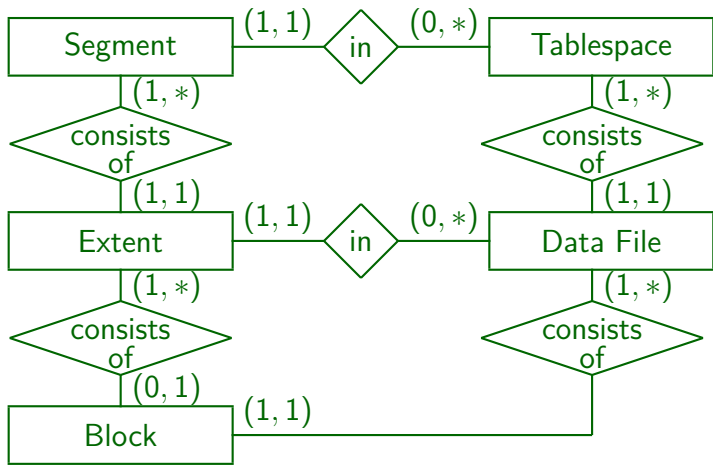 Segment (1, 1) in (0, ∗) Tablespace
(1, ∗) (1, ∗)
consists consists
of of
(1, 1) (1, 1)
Extent (1, 1) in (0, ∗) Data File
(1, ∗) (1, ∗)
consists consists
of of
(0, 1)
Block (1, 1)